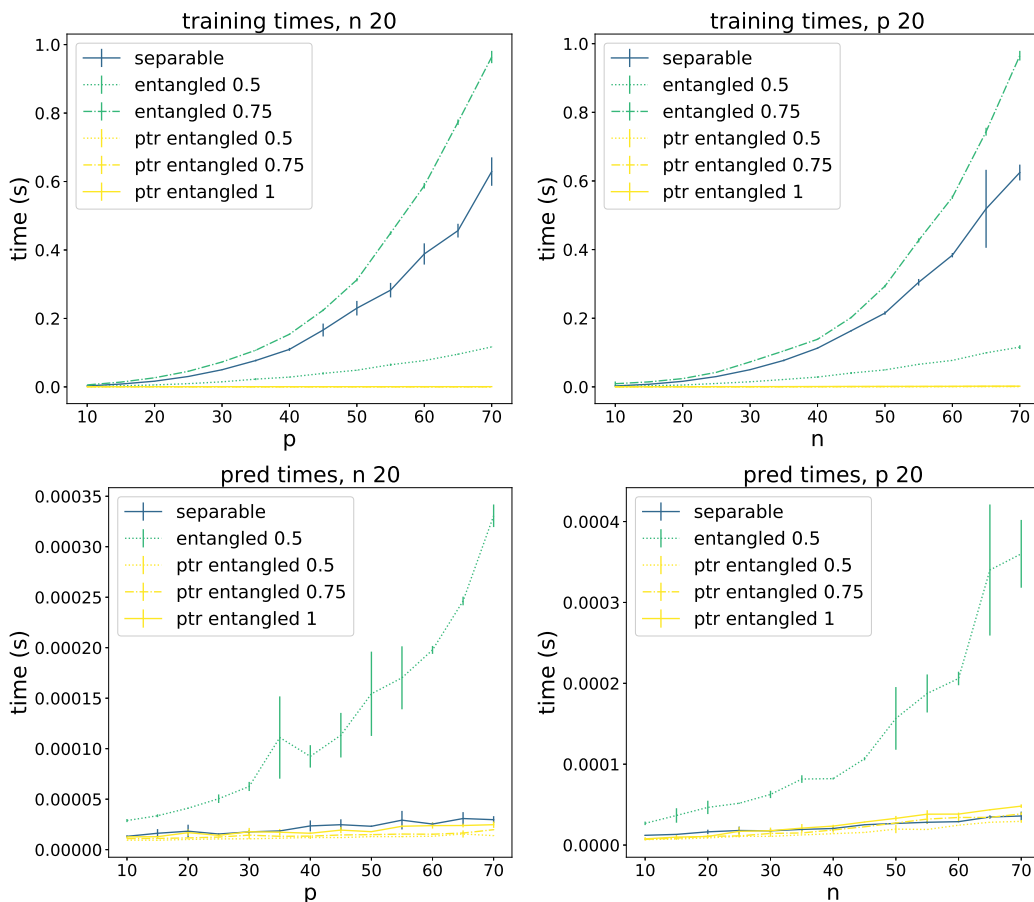 training times, n 20
time (s)
1.0
0.8
0.6
0.4
0.2
0.0
separable
entangled 0.5
entangled 0.75
ptr entangled 0.5
ptr entangled 0.75
ptr entangled 1
10 20 30 40 50 60 70
p
training times, p 20
time (s)
1.0
0.8
0.6
0.4
0.2
0.0
separable
entangled 0.5
entangled 0.75
ptr entangled 0.5
ptr entangled 0.75
ptr entangled 1
10 20 30 40 50 60 70
n
pred times, n 20
time (s)
0.00035
0.00030
0.00025
0.00020
0.00015
0.00010
0.00005
0.00000
separable
entangled 0.5
ptr entangled 0.5
ptr entangled 0.75
ptr entangled 1
10 20 30 40 50 60 70
p
pred times, p 20
time (s)
0.0004
0.0003
0.0002
0.0001
0.0000
separable
entangled 0.5
ptr entangled 0.5
ptr entangled 0.75
ptr entangled 1
10 20 30 40 50 60 70
n